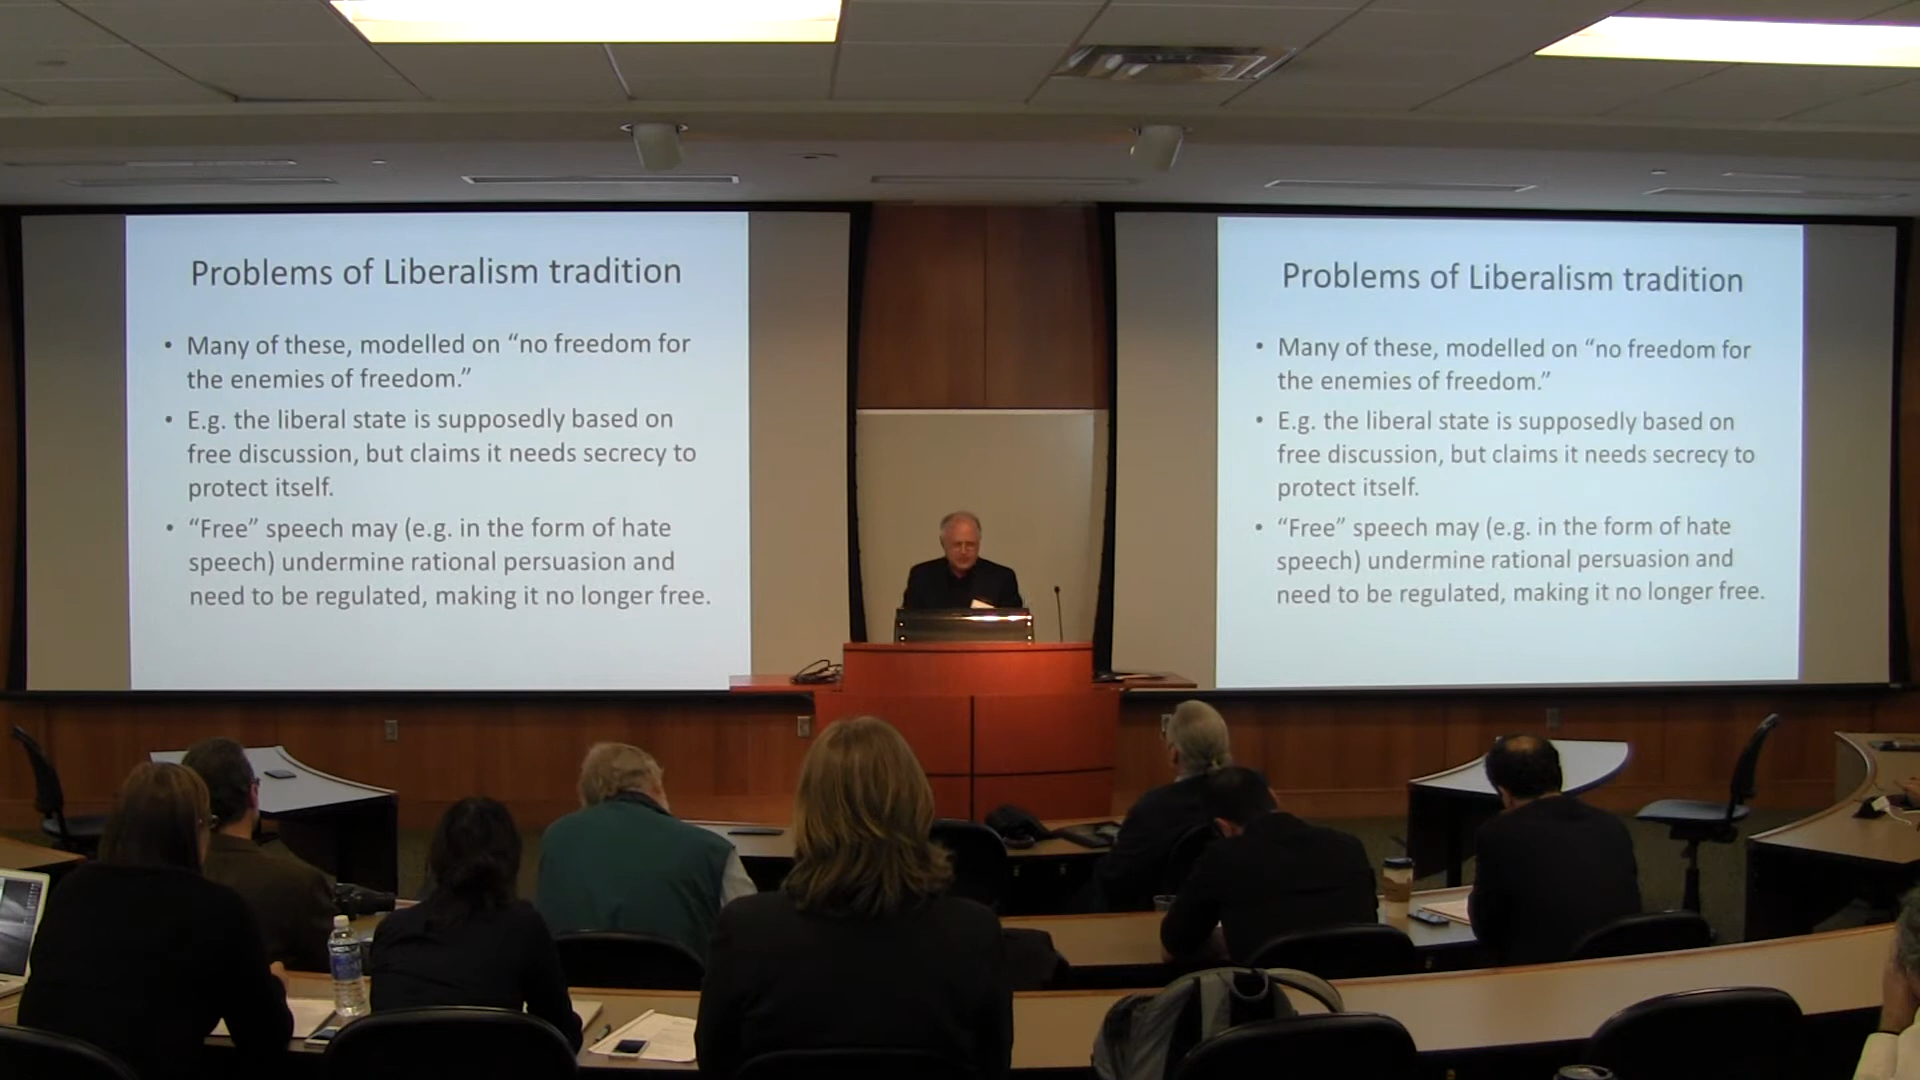 Problems of Liberalism tradition
• Many of these, modelled on “no freedom for
the enemies of freedom.”
• E.g. the liberal state is supposedly based on
free discussion, but claims it needs secrecy to
protect itself.
• “Free” speech may (e.g. in the form of hate
speech) undermine rational persuasion and
need to be regulated, making it no longer free.
Problems of Liberalism tradition
• Many of these, modelled on “no freedom for
the enemies of freedom.”
• E.g. the liberal state is supposedly based on
free discussion, but claims it needs secrecy to
protect itself.
• “Free” speech may (e.g. in the form of hate
speech) undermine rational persuasion and
need to be regulated, making it no longer free.